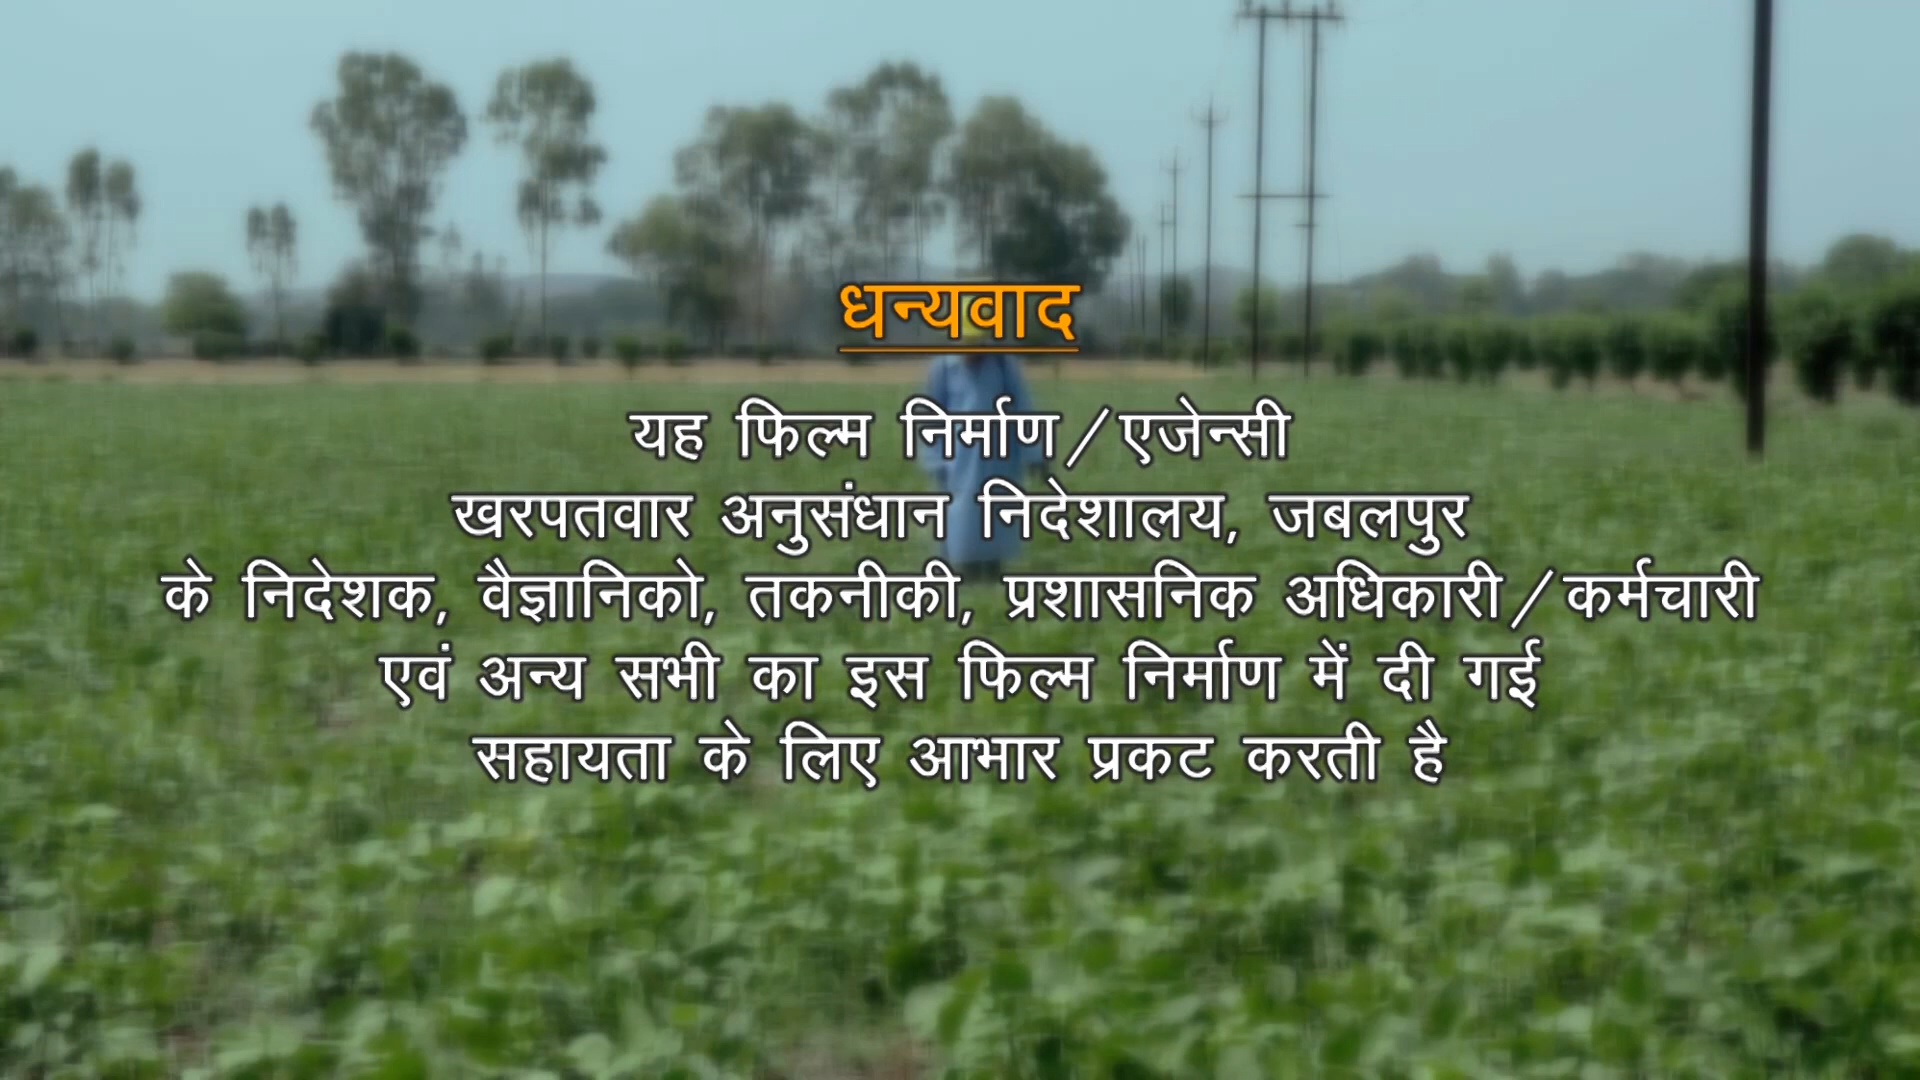 धन्यवाद
यह फिल्म निर्माण/एजेन्सी
खरपतवार अनुसंधान निदेशालय, जबलपुर
के निदेशक, वैज्ञानिको, तकनीकी, प्रशासनिक अधिकारी/कर्मचारी
एवं अन्य सभी का इस फिल्म निर्माण में दी गई
सहायता के लिए आभार प्रकट करती है